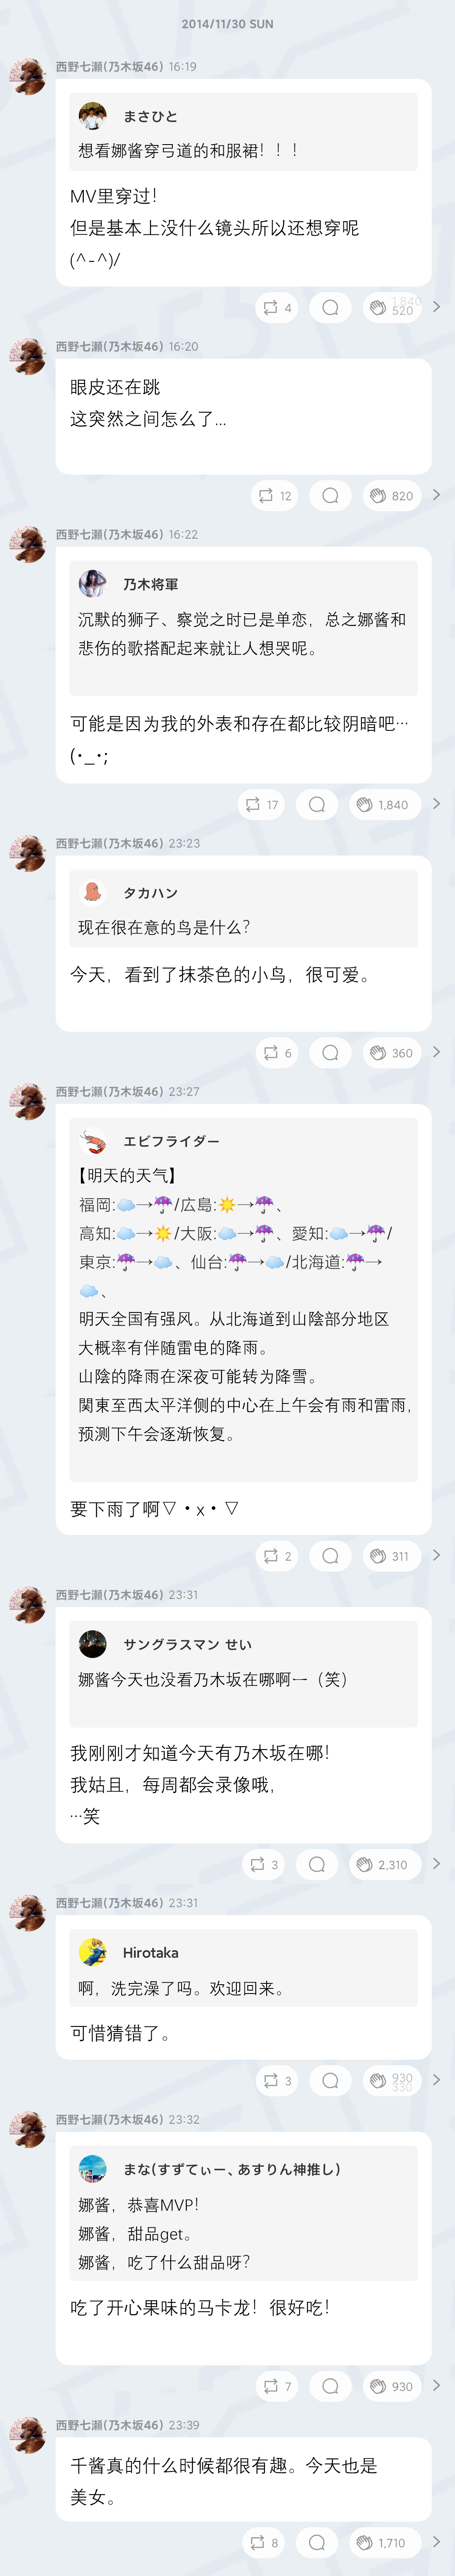 2014/11/30 SUN
西野七瀬(乃木坂46) 16:19
まさひと
想看娜酱穿弓道的和服裙！！！
MV里穿过！
但是基本上没什么镜头所以还想穿呢
(^-^)/
4
1,840
520
西野七瀬(乃木坂46) 16:20
眼皮还在跳
这突然之间怎么了...
12
820
西野七瀬(乃木坂46) 16:22
乃木将軍
沉默的狮子、察觉之时已是单恋，总之娜酱和
悲伤的歌搭配起来就让人想哭呢。
可能是因为我的外表和存在都比较阴暗吧…
(･_･;
17
1,840
西野七瀬(乃木坂46) 23:23
タカハン
现在很在意的鸟是什么？
今天，看到了抹茶色的小鸟，很可爱。
6
360
西野七瀬(乃木坂46) 23:27
エビフライダー
【明天的天气】
福岡:☁️→☔/広島:☀️→☔、
高知:☁️→☀️/大阪:☁️→☔、愛知:☁️→☔/
東京:☔→☁️、仙台:☔→☁️/北海道:☔→
☁️、
明天全国有强风。从北海道到山陰部分地区
大概率有伴随雷电的降雨。
山陰的降雨在深夜可能转为降雪。
関東至西太平洋侧的中心在上午会有雨和雷雨，
预测下午会逐渐恢复。
要下雨了啊▽・x・▽
2
311
西野七瀬(乃木坂46) 23:31
サングラスマン せい
娜酱今天也没看乃木坂在哪啊一（笑）
我刚刚才知道今天有乃木坂在哪！
我姑且，每周都会录像哦，
…笑
3
2,310
西野七瀬(乃木坂46) 23:31
Hirotaka
啊，洗完澡了吗。欢迎回来。
可惜猜错了。
3
930
330
西野七瀬(乃木坂46) 23:32
まな(すずてぃー、あすりん神推し)
娜酱，恭喜MVP！
娜酱，甜品get。
娜酱，吃了什么甜品呀？
吃了开心果味的马卡龙！很好吃！
7
930
西野七瀬(乃木坂46) 23:39
千酱真的什么时候都很有趣。今天也是
美女。
8
1,710